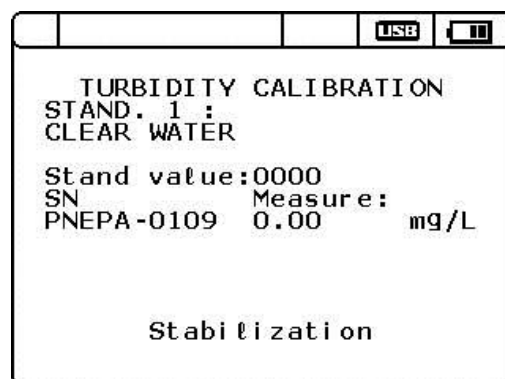 USB
TURBIDITY CALIBRATION
STAND. 1 :
CLEAR WATER
Stand value:0000
SN Measure:
PNEPA-0109 0.00 mg/L
Stabilization